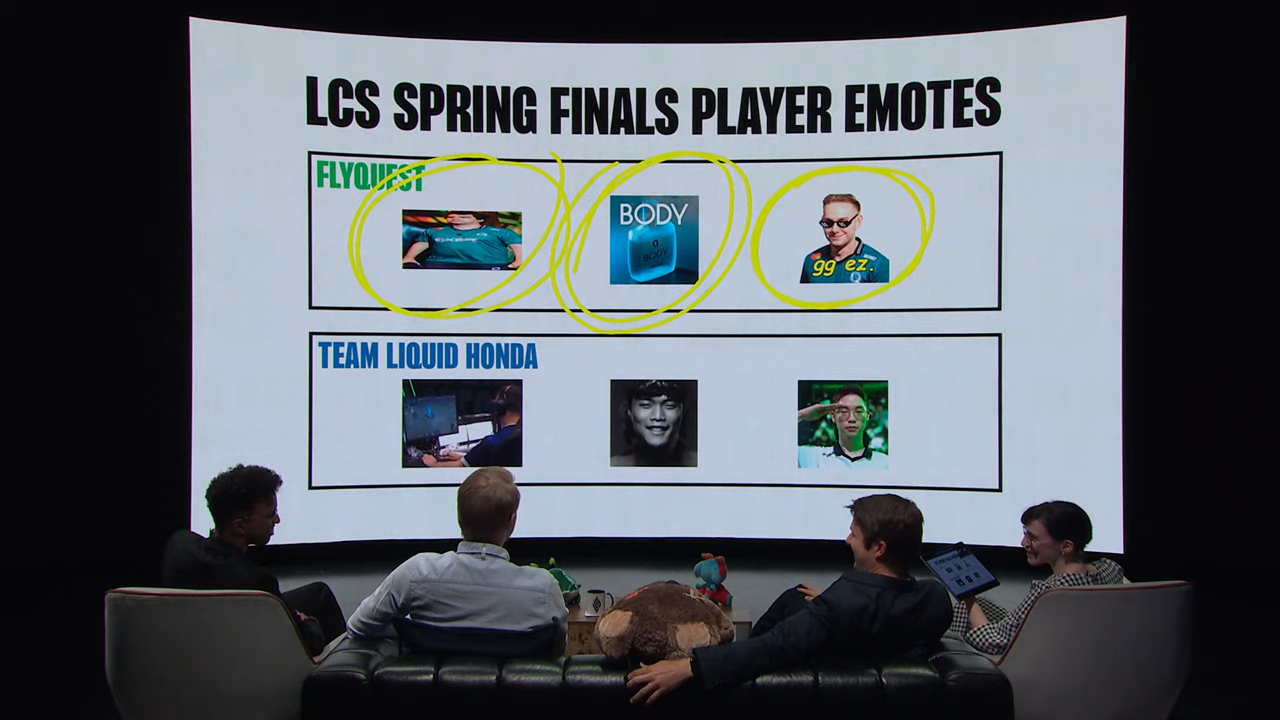 LCS SPRING FINALS PLAYER EMOTES
FLYQUEST
BODY
BODY
gg ez.
TEAM LIQUID HONDA